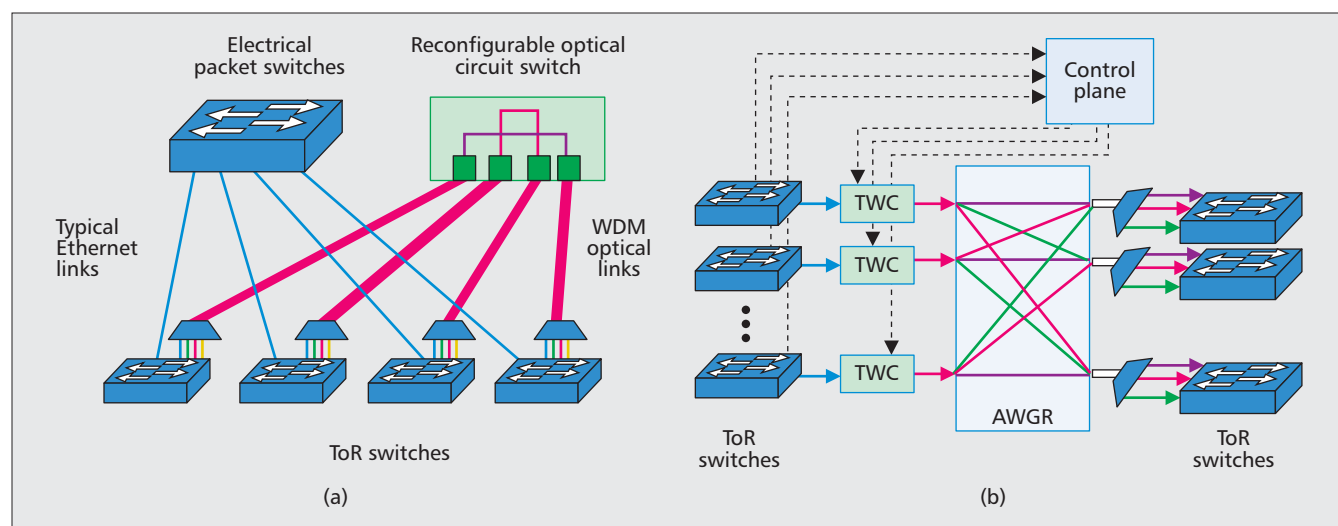 Electrical
packet switches
Reconfigurable optical
circuit switch
Typical
Ethernet
links
WDM
optical
links
ToR switches
(a)
Control
plane
TWC
TWC
TWC
AWGR
ToR
switches
ToR
switches
(b)